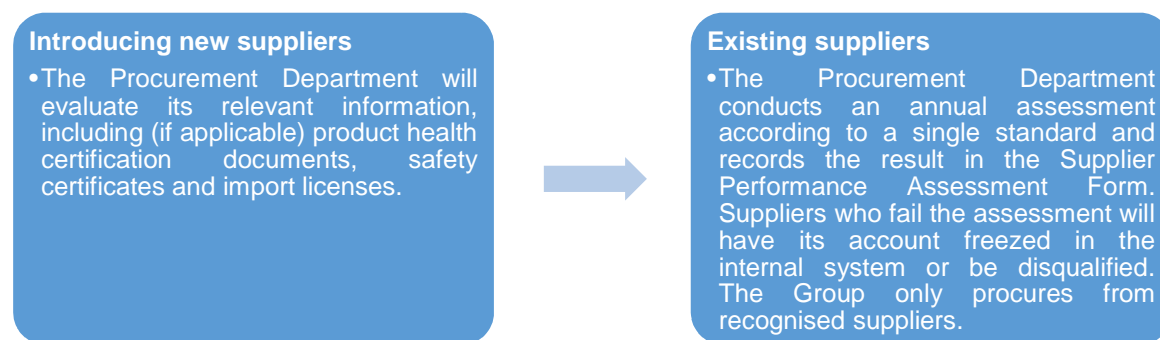 Introducing new suppliers
•The Procurement Department will
evaluate its relevant information,
including (if applicable) product health
certification documents, safety
certificates and import licenses.
Existing suppliers
•The Procurement Department
conducts an annual assessment
according to a single standard and
records the result in the Supplier
Performance Assessment Form.
Suppliers who fail the assessment will
have its account freezed in the
internal system or be disqualified.
The Group only procures from
recognised suppliers.